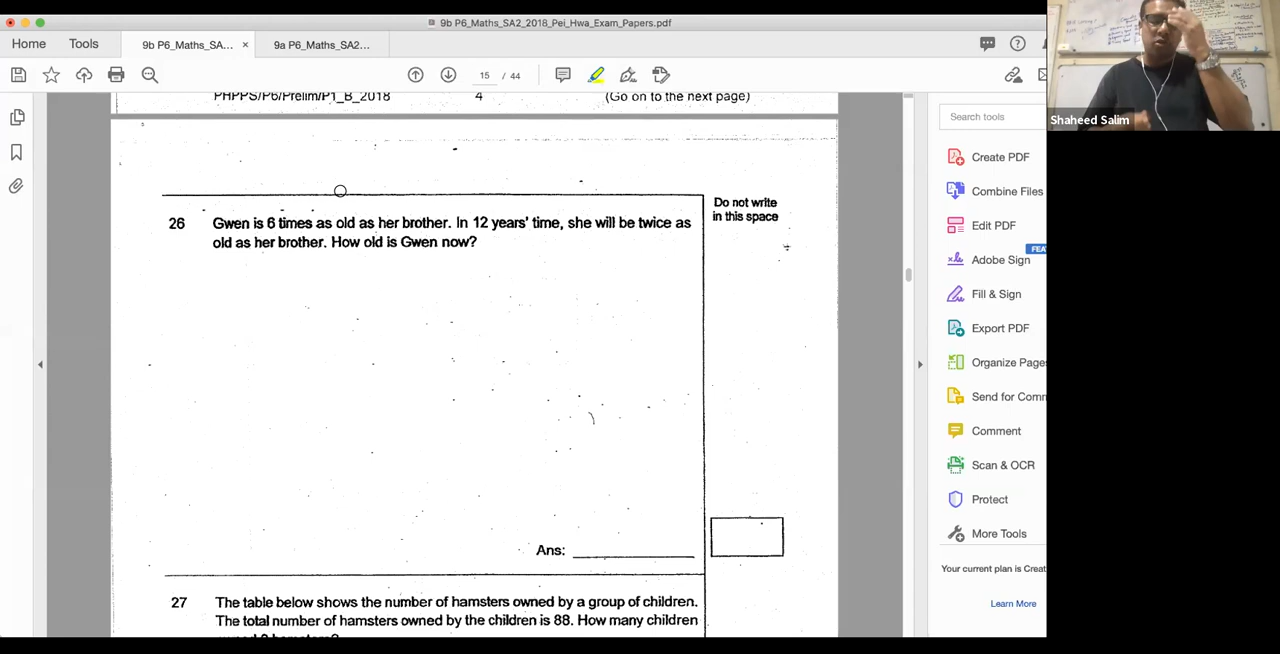 9b P6_Maths_SA2_2018_Pei_Hwa_Exam_Papers.pdf
Home
Tools
9b P6_Maths_SA...
×
9a P6_Maths_SA2...
15 / 44
Shaheed Salim
PHPPS/P6/Prelim/P1_B_2018
4
(Go on to the next page)
Search tools
Do not write
in this space
26
Gwen is 6 times as old as her brother. In 12 years' time, she will be twice as
old as her brother. How old is Gwen now?
Ans:
27
The table below shows the number of hamsters owned by a group of children.
The total number of hamsters owned by the children is 88. How many children
Create PDF
Combine Files
Edit PDF
FEA
Adobe Sign
Fill & Sign
Export PDF
Organize Pages
Send for Comm
Comment
Scan & OCR
Protect
More Tools
Your current plan is Creat
Learn More